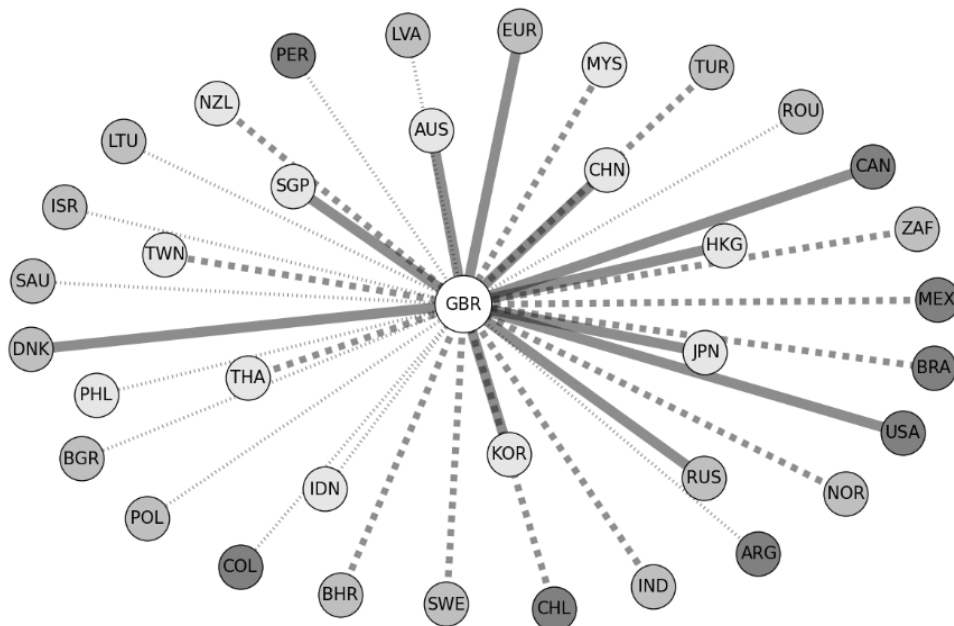 LVA
EUR
PER
MYS
TUR
NZL
ROU
LTU
AUS
CHN
CAN
SGP
ISR
ZAF
TWN
HKG
SAU
MEX
GBR
DNK
JPN
BRA
PHL
THA
USA
BGR
KOR
RUS
NOR
IDN
POL
ARG
COL
BHR
SWE
CHL
IND